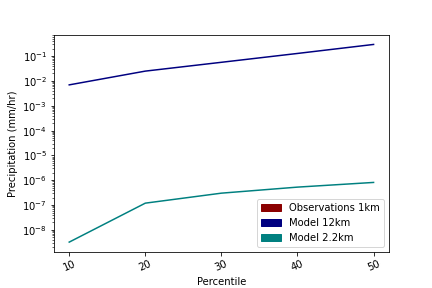 10⁻¹
10⁻²
10⁻³
10⁻⁴
10⁻⁵
10⁻⁶
10⁻⁷
10⁻⁸
Precipitation (mm/hr)
Observations 1km
Model 12km
Model 2.2km
10 20 30 40 50
Percentile